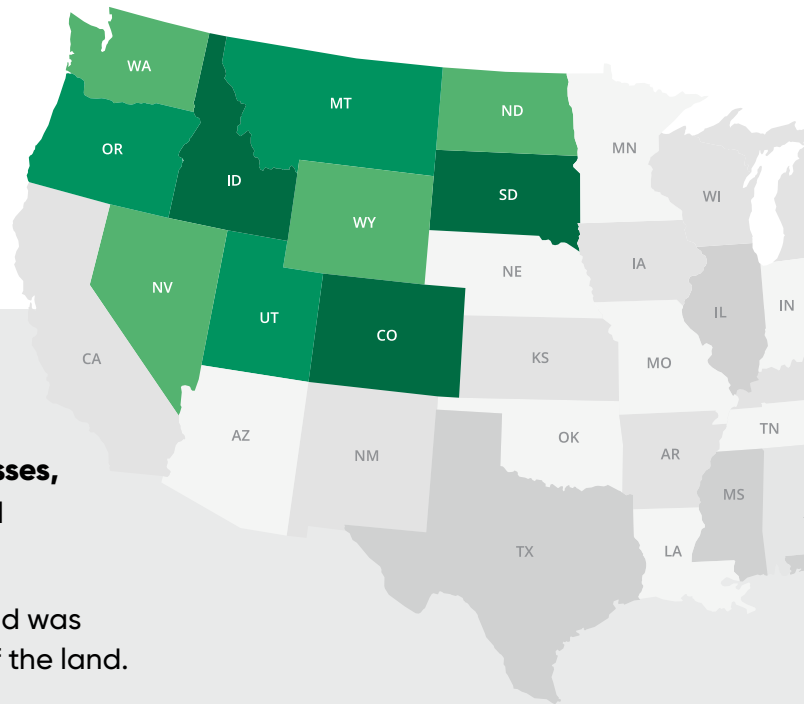 WA
MT
ND
OR
MN
ID
SD
WI
WY
NE
IA
NV
UT
CO
IL
IN
CA
KS
MO
AZ
NM
OK
TN
AR
MS
TX
LA
sses,
d was
f the land.